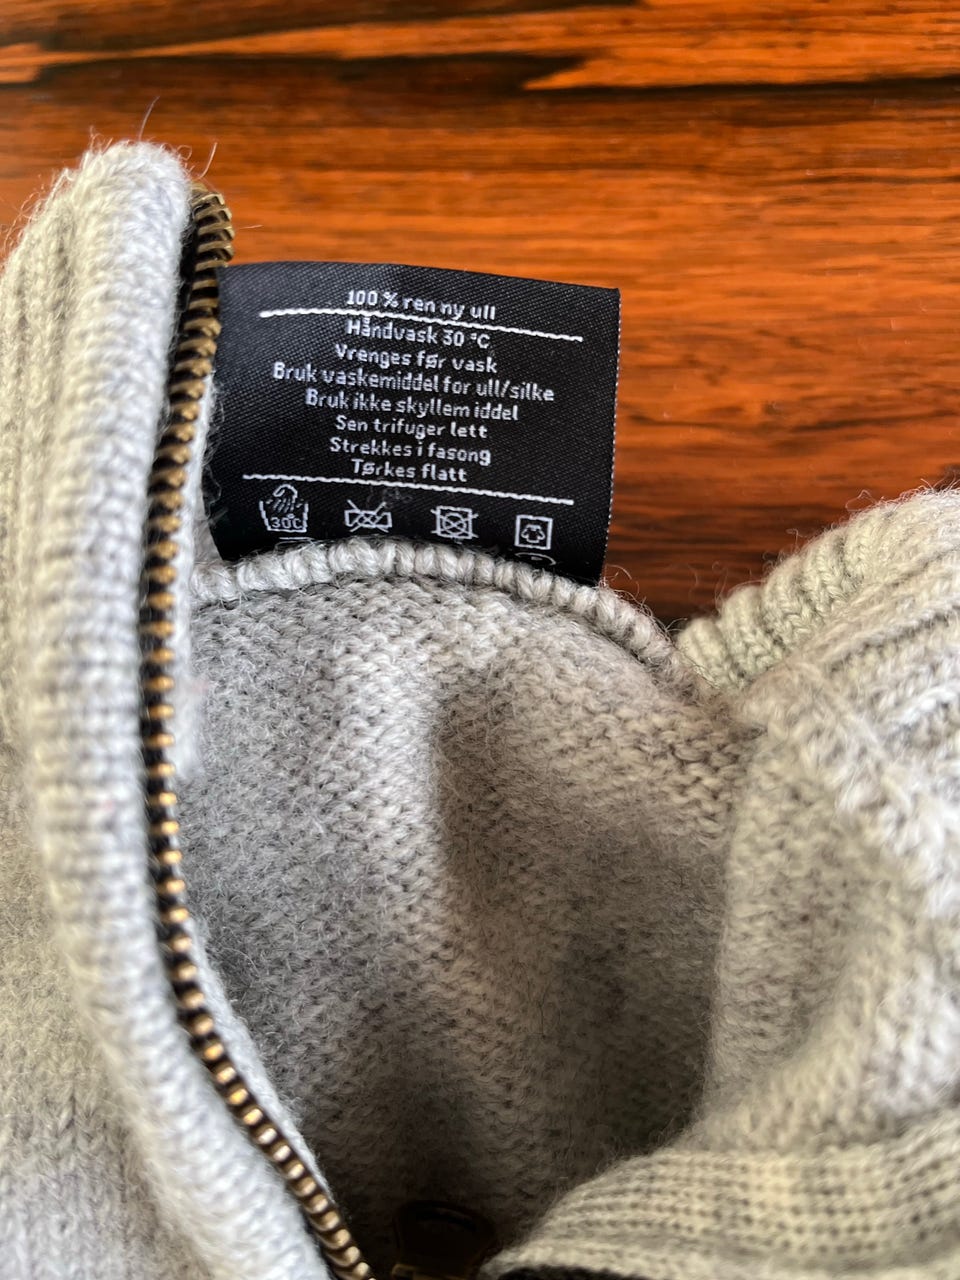 100 % ren ny ull
Håndvask 30 °C
Vrenges før vask
Bruk vaskemiddel for ull/silke
Bruk ikke skyllem iddel
Sen trifuger lett
Strekkes i fasong
Tørkes flatt
30°C